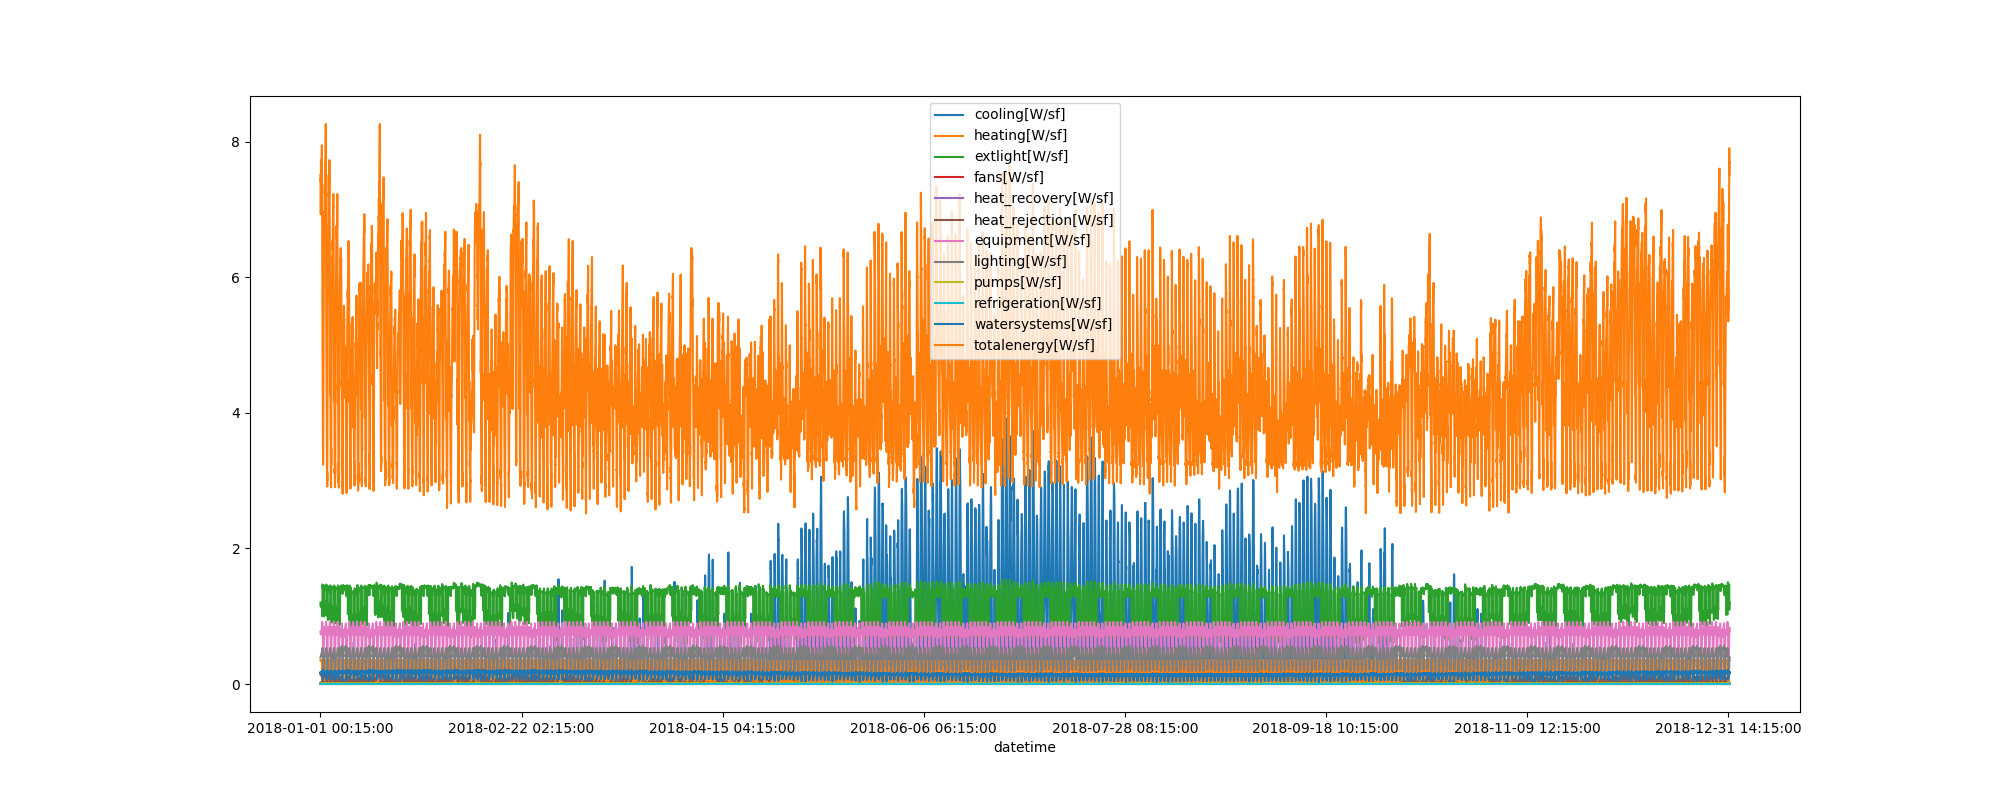 8
6
4
2
0
cooling[W/sf]
heating[W/sf]
extlight[W/sf]
fans[W/sf]
heat_recovery[W/sf]
heat_rejection[W/sf]
equipment[W/sf]
lighting[W/sf]
pumps[W/sf]
refrigeration[W/sf]
watersystems[W/sf]
totalenergy[W/sf]
2018-01-01 00:15:00
2018-02-22 02:15:00
2018-04-15 04:15:00
2018-06-06 06:15:00
2018-07-28 08:15:00
2018-09-18 10:15:00
2018-11-09 12:15:00
2018-12-31 14:15:00
datetime